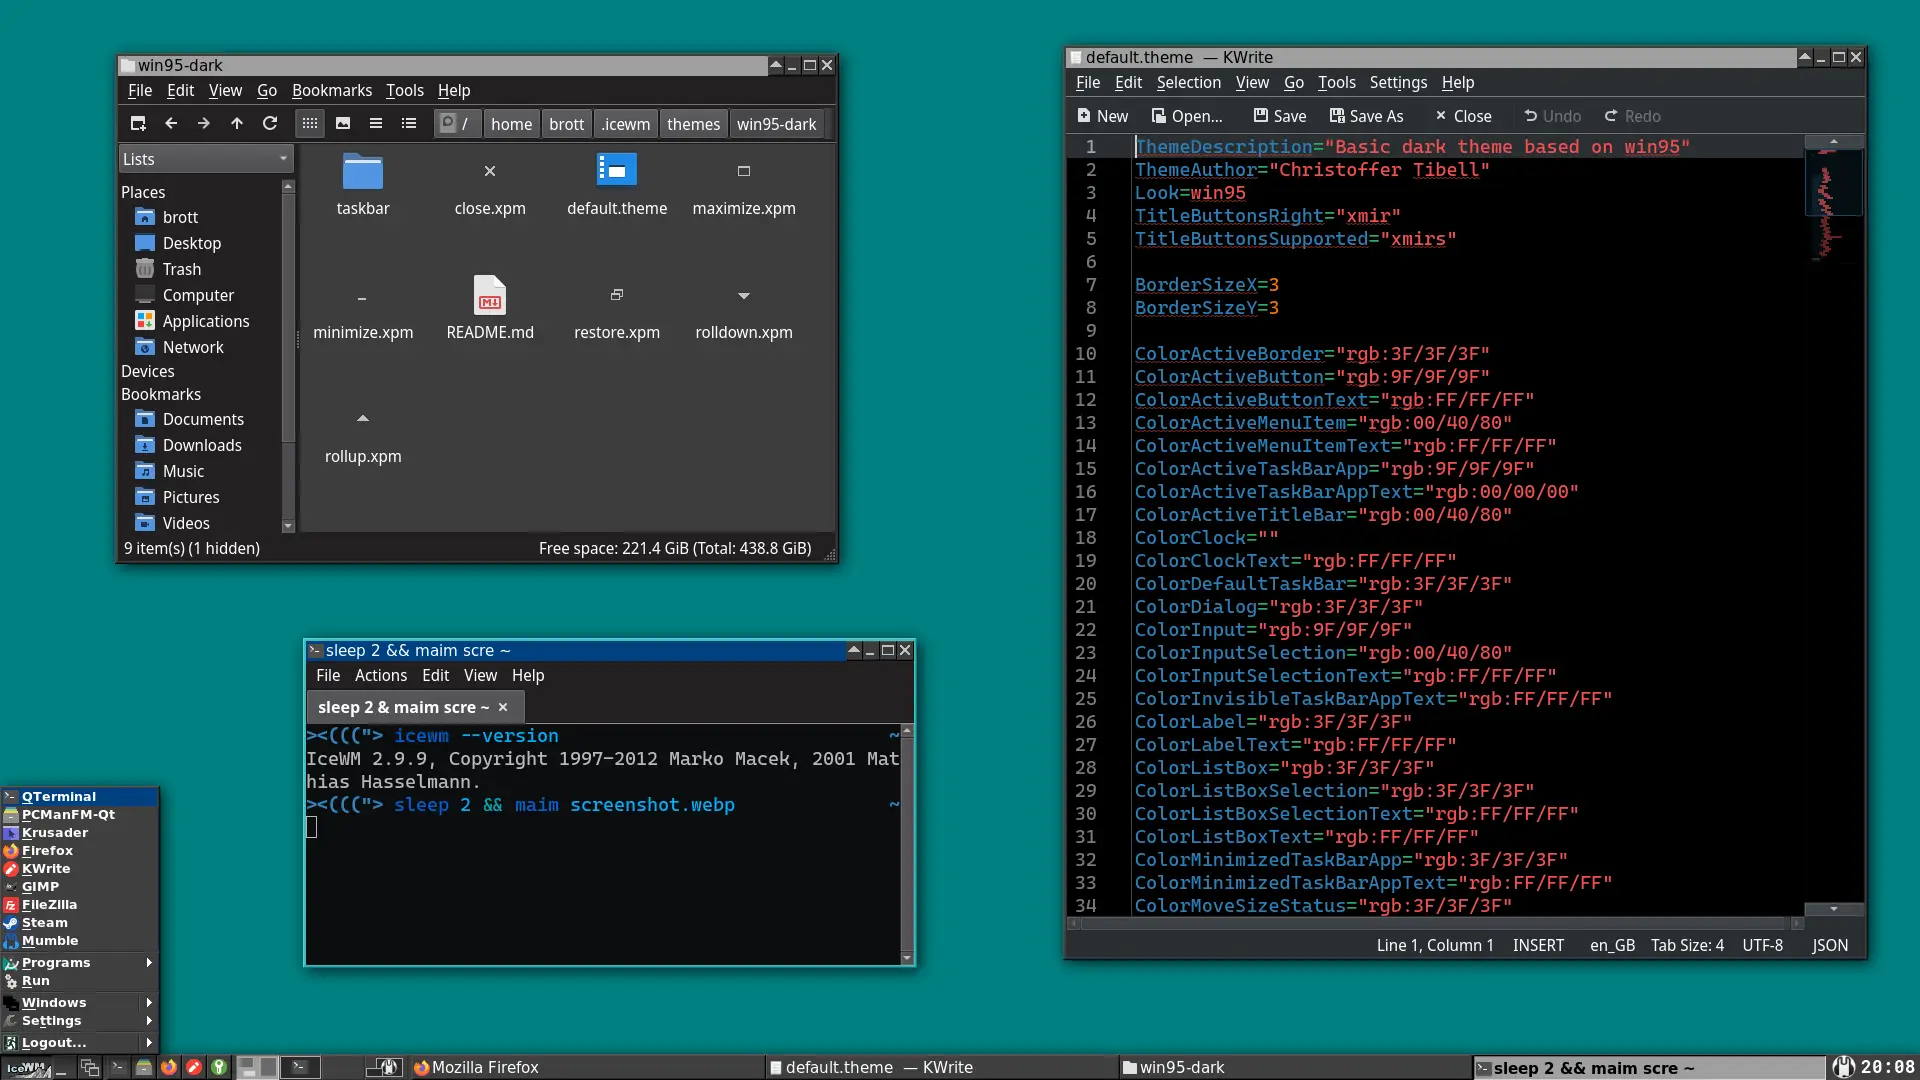 win95-dark
File Edit View Go Bookmarks Tools Help
/ home brott .icewm themes win95-dark
Lists
Places
brott
Desktop
Trash
Computer
Applications
Network
Devices
Bookmarks
Documents
Downloads
Music
Pictures
Videos
taskbar close.xpm default.theme maximize.xpm
minimize.xpm README.md restore.xpm rolldown.xpm
rollup.xpm
9 item(s) (1 hidden) Free space: 221.4 GiB (Total: 438.8 GiB)
default.theme — KWrite
File Edit Selection View Go Tools Settings Help
New Open... Save Save As Close Undo Redo
1 ThemeDescription="Basic dark theme based on win95"
2 ThemeAuthor="Christoffer Tibell"
3 Look=win95
4 TitleButtonsRight="xmir"
5 TitleButtonsSupported="xmirs"
6
7 BorderSizeX=3
8 BorderSizeY=3
9
10 ColorActiveBorder="rgb:3F/3F/3F"
11 ColorActiveButton="rgb:9F/9F/9F"
12 ColorActiveButtonText="rgb:FF/FF/FF"
13 ColorActiveMenuItem="rgb:00/40/80"
14 ColorActiveMenuItemText="rgb:FF/FF/FF"
15 ColorActiveTaskBarApp="rgb:9F/9F/9F"
16 ColorActiveTaskBarAppText="rgb:00/00/00"
17 ColorActiveTitleBar="rgb:00/40/80"
18 ColorClock=""
19 ColorClockText="rgb:FF/FF/FF"
20 ColorDefaultTaskBar="rgb:3F/3F/3F"
21 ColorDialog="rgb:3F/3F/3F"
22 ColorInput="rgb:9F/9F/9F"
23 ColorInputSelection="rgb:00/40/80"
24 ColorInputSelectionText="rgb:FF/FF/FF"
25 ColorInvisibleTaskBarAppText="rgb:FF/FF/FF"
26 ColorLabel="rgb:3F/3F/3F"
27 ColorLabelText="rgb:FF/FF/FF"
28 ColorListBox="rgb:3F/3F/3F"
29 ColorListBoxSelection="rgb:3F/3F/3F"
30 ColorListBoxSelectionText="rgb:FF/FF/FF"
31 ColorListBoxText="rgb:FF/FF/FF"
32 ColorMinimizedTaskBarApp="rgb:3F/3F/3F"
33 ColorMinimizedTaskBarAppText="rgb:FF/FF/FF"
34 ColorMoveSizeStatus="rgb:3F/3F/3F"
Line 1, Column 1 INSERT en_GB Tab Size: 4 UTF-8 JSON
sleep 2 && maim scre ~
File Actions Edit View Help
sleep 2 & maim scre ~ ×
><((("> icewm --version ~
IceWM 2.9.9, Copyright 1997-2012 Marko Macek, 2001 Mat
hias Hasselmann.
><((("> sleep 2 && maim screenshot.webp ~
QTerminal
PCManFM-Qt
Krusader
Firefox
KWrite
GIMP
FileZilla
Steam
Mumble
Programs
Run
Windows
Settings
Logout...
IceWM Mozilla Firefox default.theme — KWrite win95-dark sleep 2 && maim scre ~ 20:08